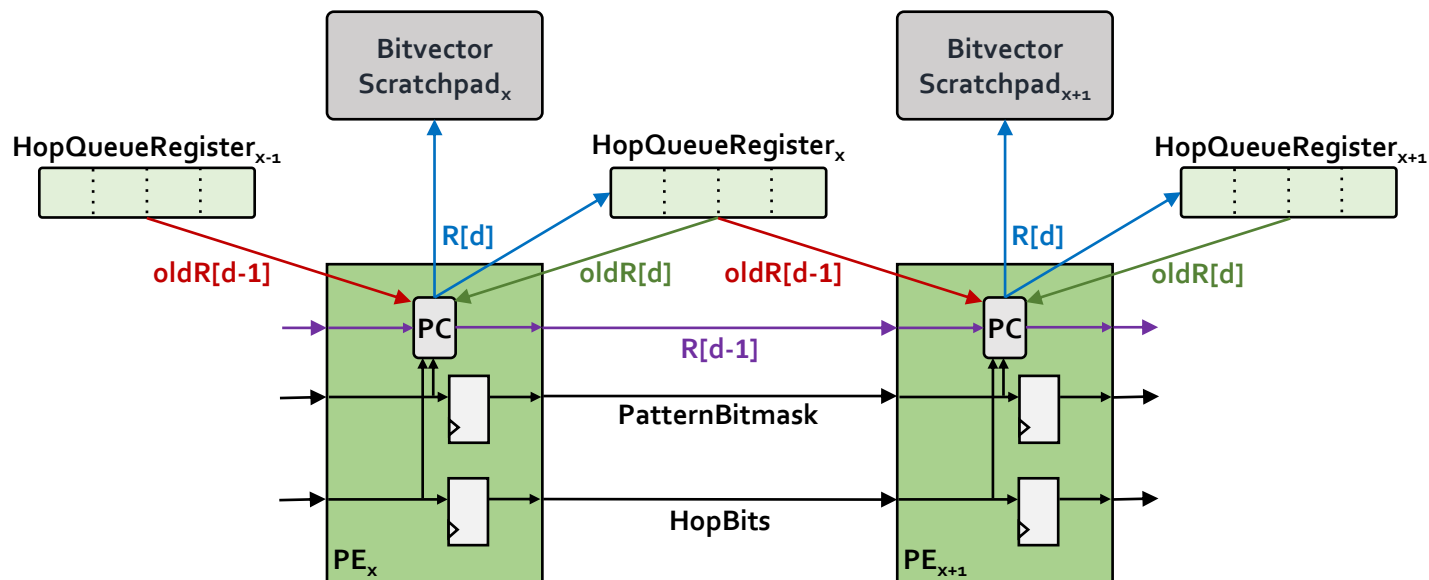 Bitvector
Scratchpadₓ
Bitvector
Scratchpadₓ₊₁
HopQueueRegisterₓ₋₁
HopQueueRegisterₓ
HopQueueRegisterₓ₊₁
R[d]
R[d]
oldR[d-1]
oldR[d]
oldR[d-1]
oldR[d]
PC
PC
R[d-1]
PatternBitmask
HopBits
PEₓ
PEₓ₊₁